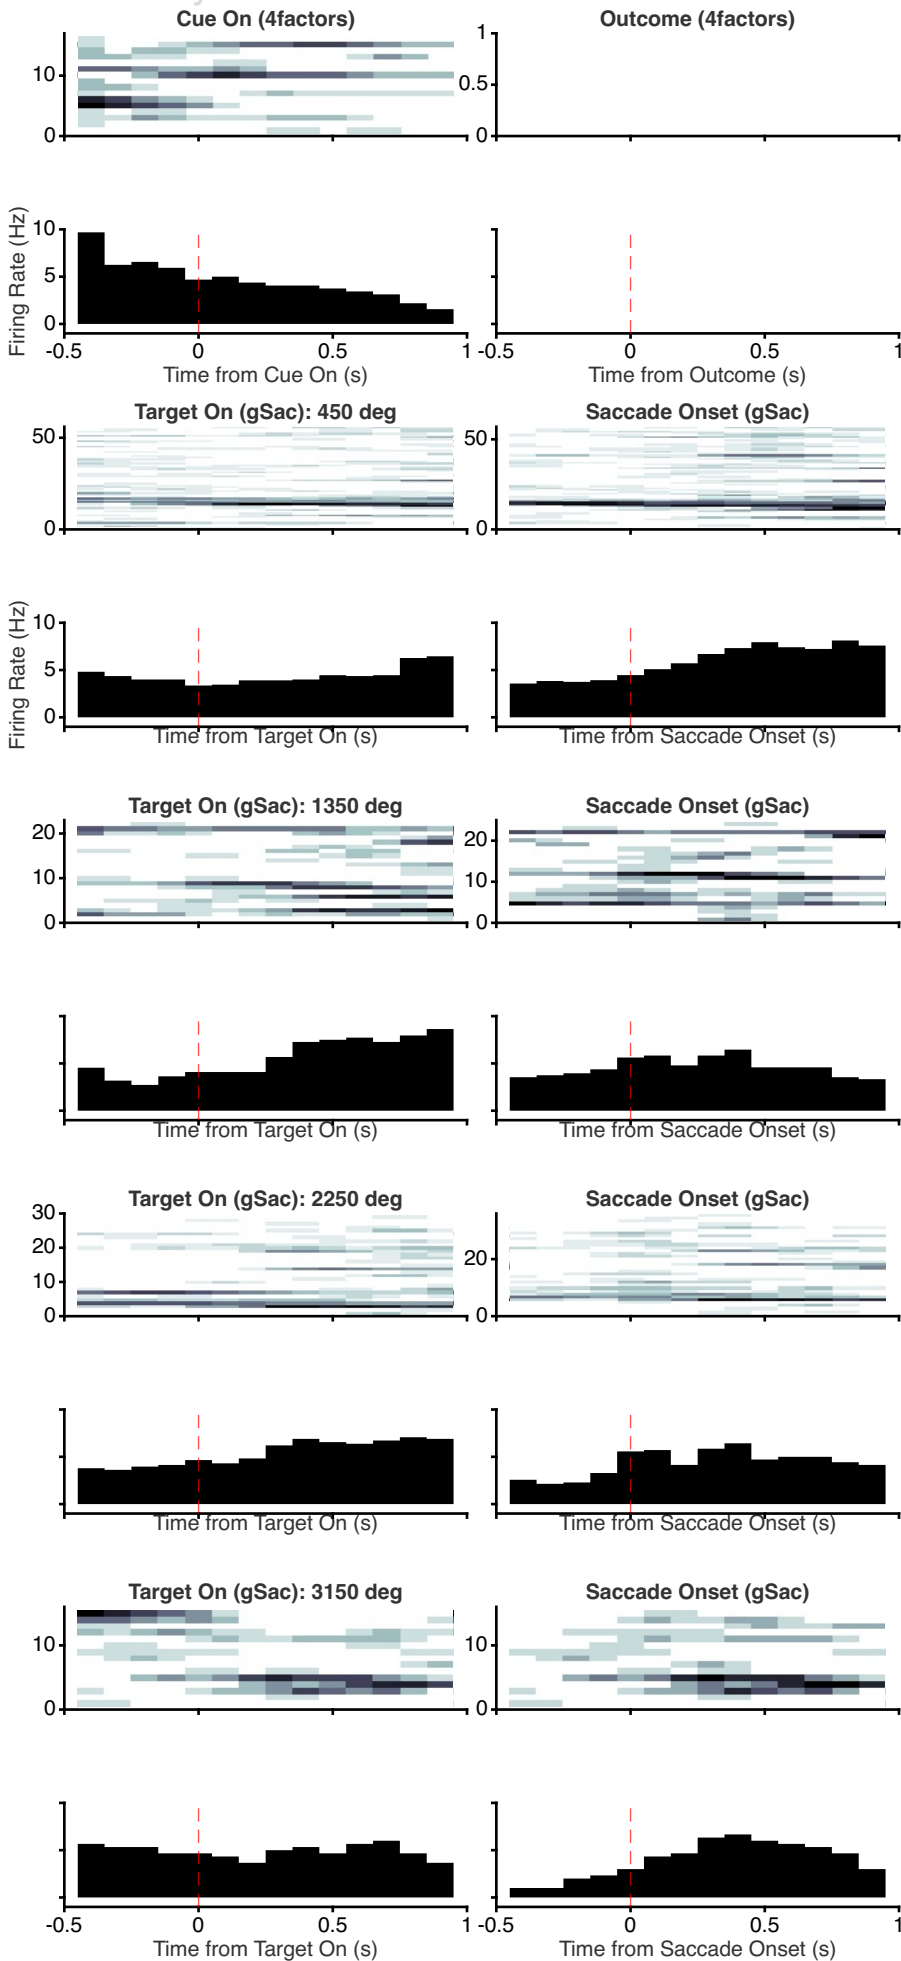 Cue On (4factors)
Outcome (4factors)
10
0
1
0.5
0
Firing Rate (Hz)
10
5
0
-0.5 0 0.5 1
-0.5 0 0.5 1
Time from Cue On (s)
Time from Outcome (s)
Target On (gSac): 450 deg
Saccade Onset (gSac)
50
0
50
0
Firing Rate (Hz)
10
5
0
Time from Target On (s)
Time from Saccade Onset (s)
Target On (gSac): 1350 deg
Saccade Onset (gSac)
20
10
0
20
10
0
Time from Target On (s)
Time from Saccade Onset (s)
Target On (gSac): 2250 deg
Saccade Onset (gSac)
30
20
10
0
20
0
Time from Target On (s)
Time from Saccade Onset (s)
Target On (gSac): 3150 deg
Saccade Onset (gSac)
10
0
10
0
-0.5 0 0.5 1
-0.5 0 0.5 1
Time from Target On (s)
Time from Saccade Onset (s)